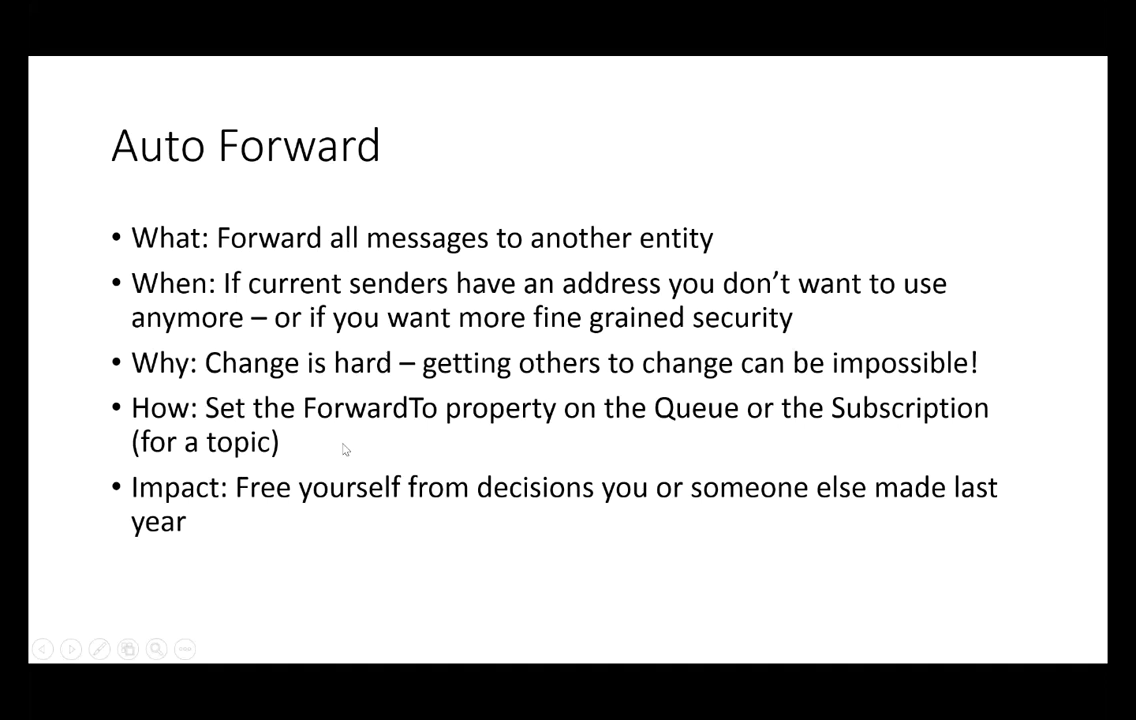 Auto Forward
• What: Forward all messages to another entity
• When: If current senders have an address you don’t want to use
anymore – or if you want more fine grained security
• Why: Change is hard – getting others to change can be impossible!
• How: Set the ForwardTo property on the Queue or the Subscription
(for a topic)
• Impact: Free yourself from decisions you or someone else made last
year